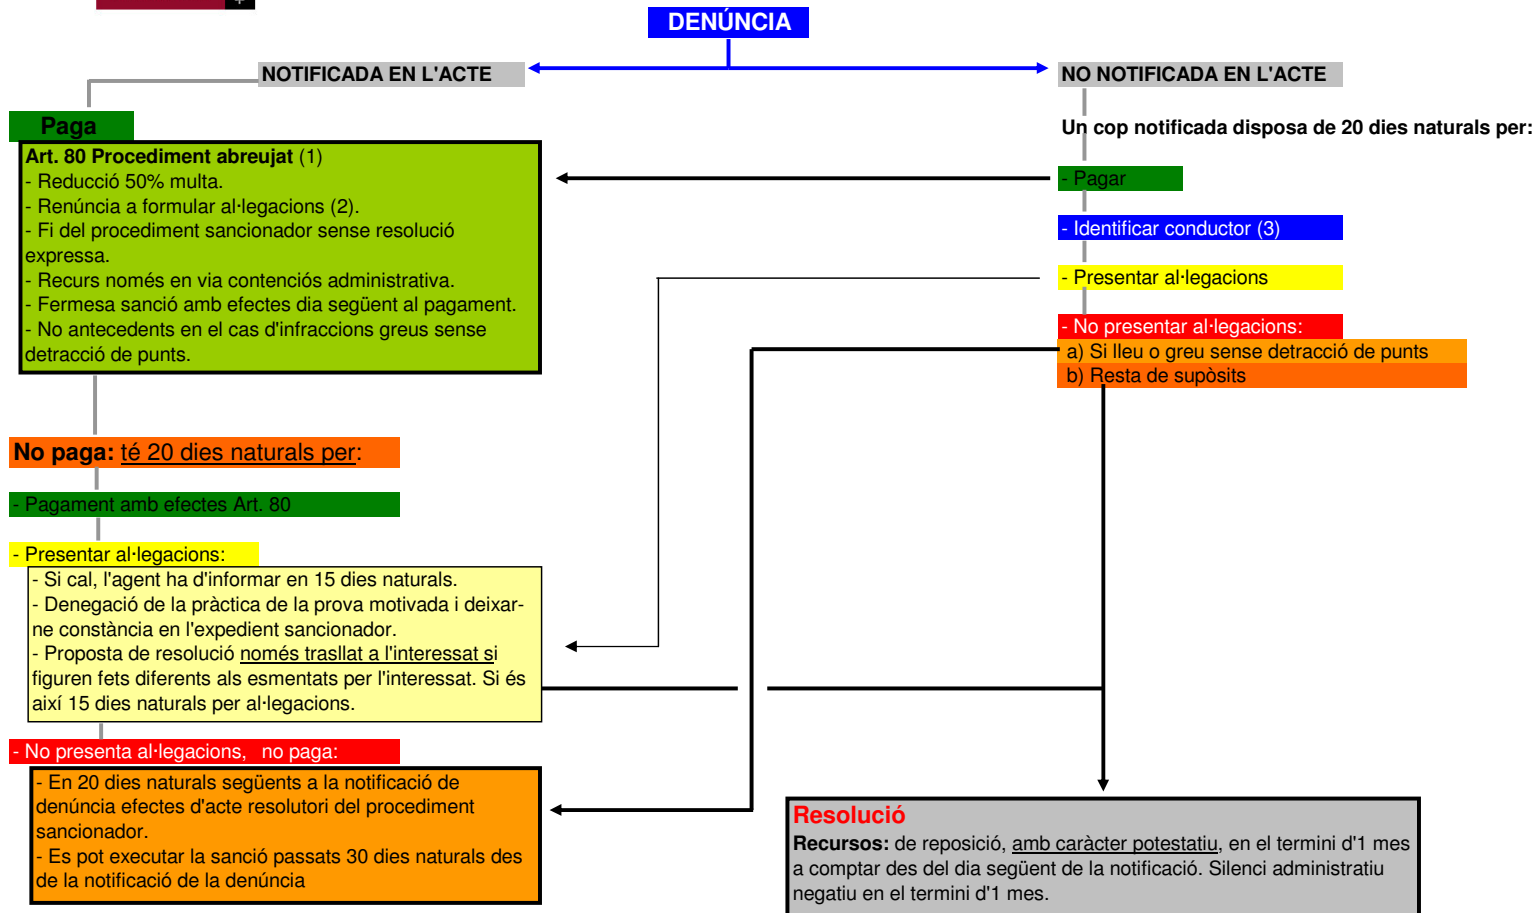 DENÚNCIA
NOTIFICADA EN L'ACTE
NO NOTIFICADA EN L'ACTE
Paga
Art. 80 Procediment abreujat (1)
- Reducció 50% multa.
- Renúncia a formular al·legacions (2).
- Fi del procediment sancionador sense resolució
expressa.
- Recurs només en via contenciós administrativa.
- Fermesa sanció amb efectes dia següent al pagament.
- No antecedents en el cas d'infraccions greus sense
detracció de punts.
No paga: té 20 dies naturals per:
- Pagament amb efectes Art. 80
- Presentar al·legacions:
- Si cal, l'agent ha d'informar en 15 dies naturals.
- Denegació de la pràctica de la prova motivada i deixar-
ne constància en l'expedient sancionador.
- Proposta de resolució només trasllat a l'interessat si
figuren fets diferents als esmentats per l'interessat. Si és
així 15 dies naturals per al·legacions.
- No presenta al·legacions, no paga:
- En 20 dies naturals següents a la notificació de
denúncia efectes d'acte resolutori del procediment
sancionador.
- Es pot executar la sanció passats 30 dies naturals des
de la notificació de la denúncia
Un cop notificada disposa de 20 dies naturals per:
- Pagar
- Identificar conductor (3)
- Presentar al·legacions
- No presentar al·legacions:
a) Si lleu o greu sense detracció de punts
b) Resta de supòsits
Resolució
Recursos: de reposició, amb caràcter potestatiu, en el termini d'1 mes
a comptar des del dia següent de la notificació. Silenci administratiu
negatiu en el termini d'1 mes.